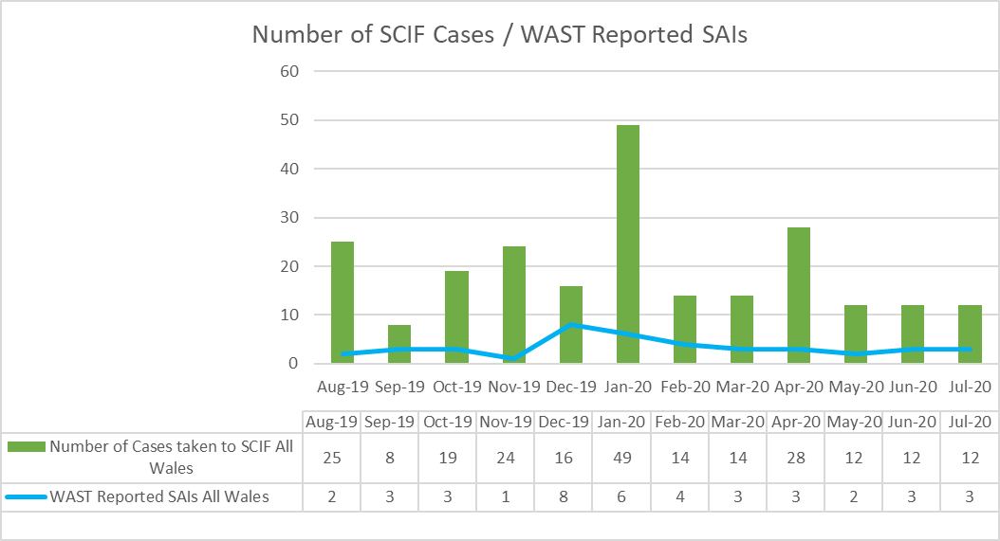 Number of SCIF Cases / WAST Reported SAIs
60
50
40
30
20
10
0
Aug-19 Sep-19 Oct-19 Nov-19 Dec-19 Jan-20 Feb-20 Mar-20 Apr-20 May-20 Jun-20 Jul-20
Aug-19 Sep-19 Oct-19 Nov-19 Dec-19 Jan-20 Feb-20 Mar-20 Apr-20 May-20 Jun-20 Jul-20
Number of Cases taken to SCIF All
Wales
25 8 19 24 16 49 14 14 28 12 12 12
WAST Reported SAIs All Wales 2 3 3 1 8 6 4 3 3 2 3 3